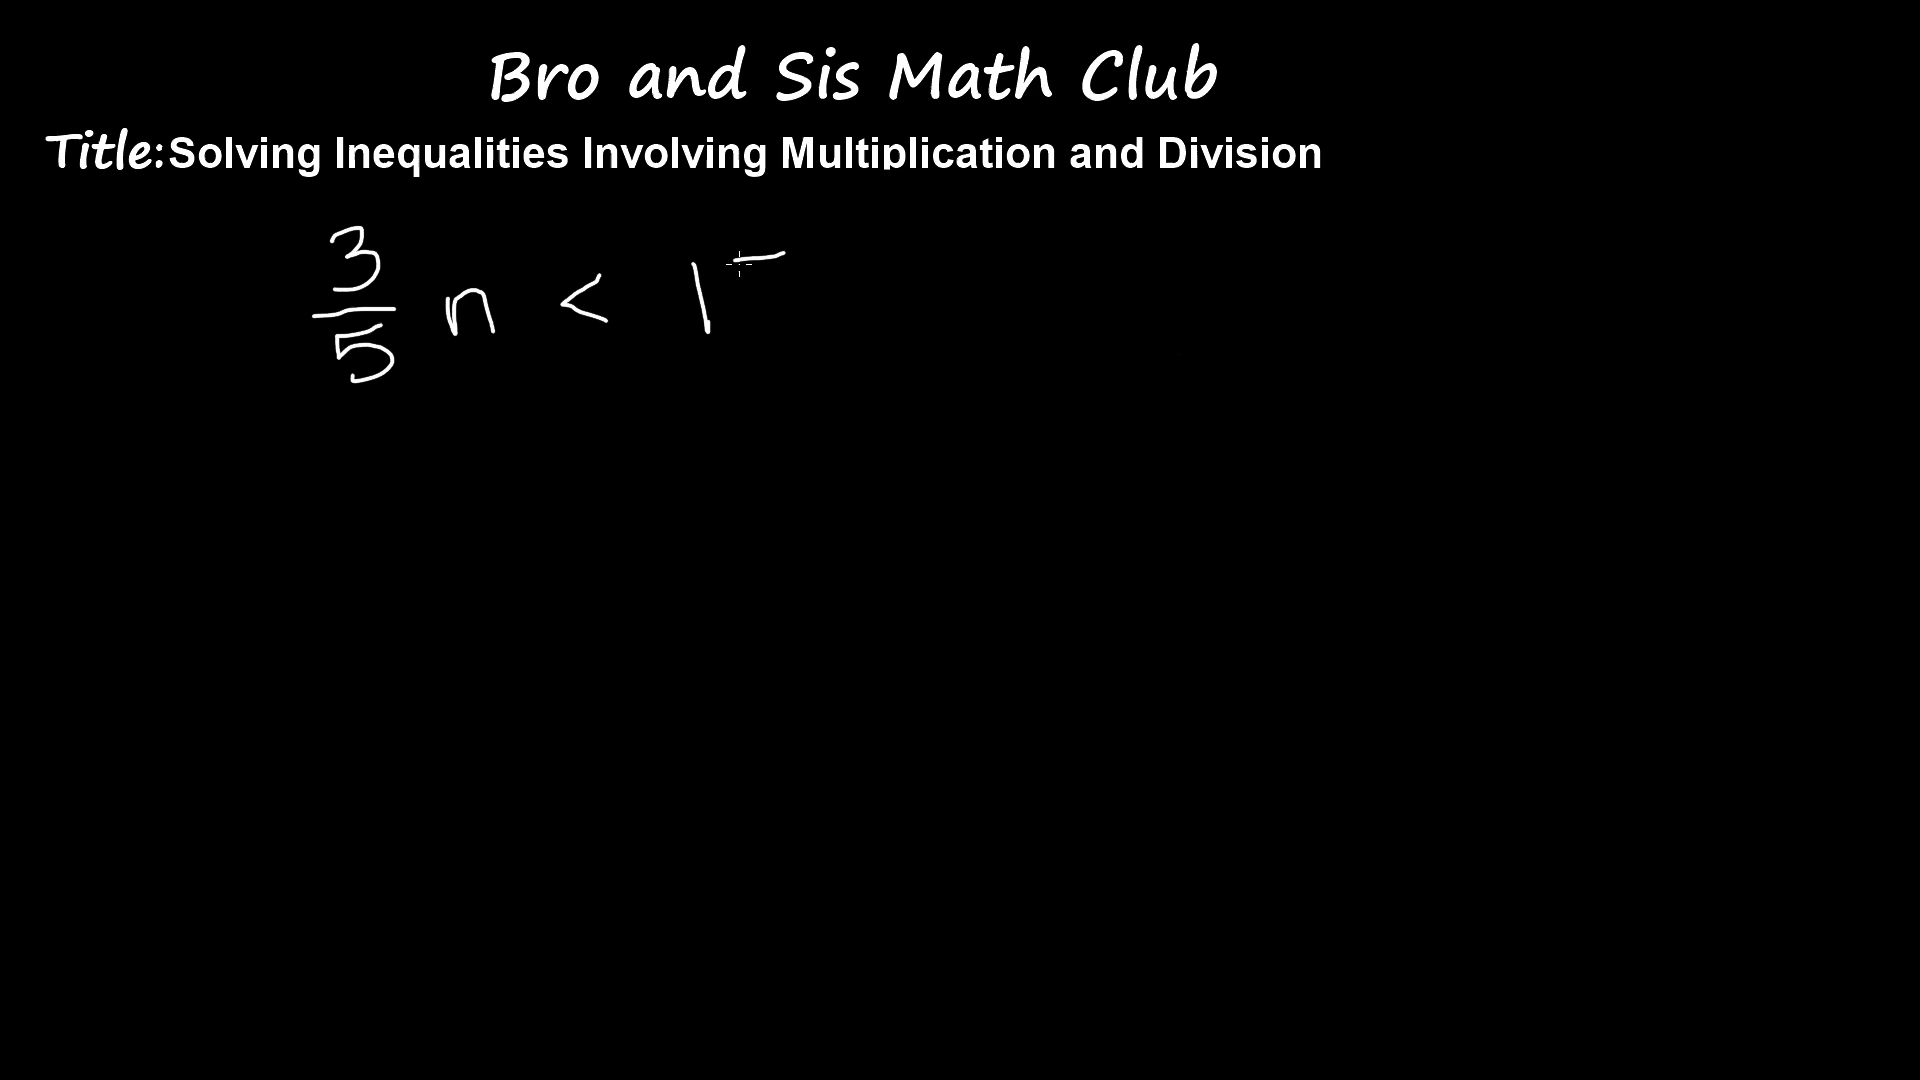 Bro and Sis Math Club
Title:Solving Inequalities Involving Multiplication and Division
3/5 n < 1